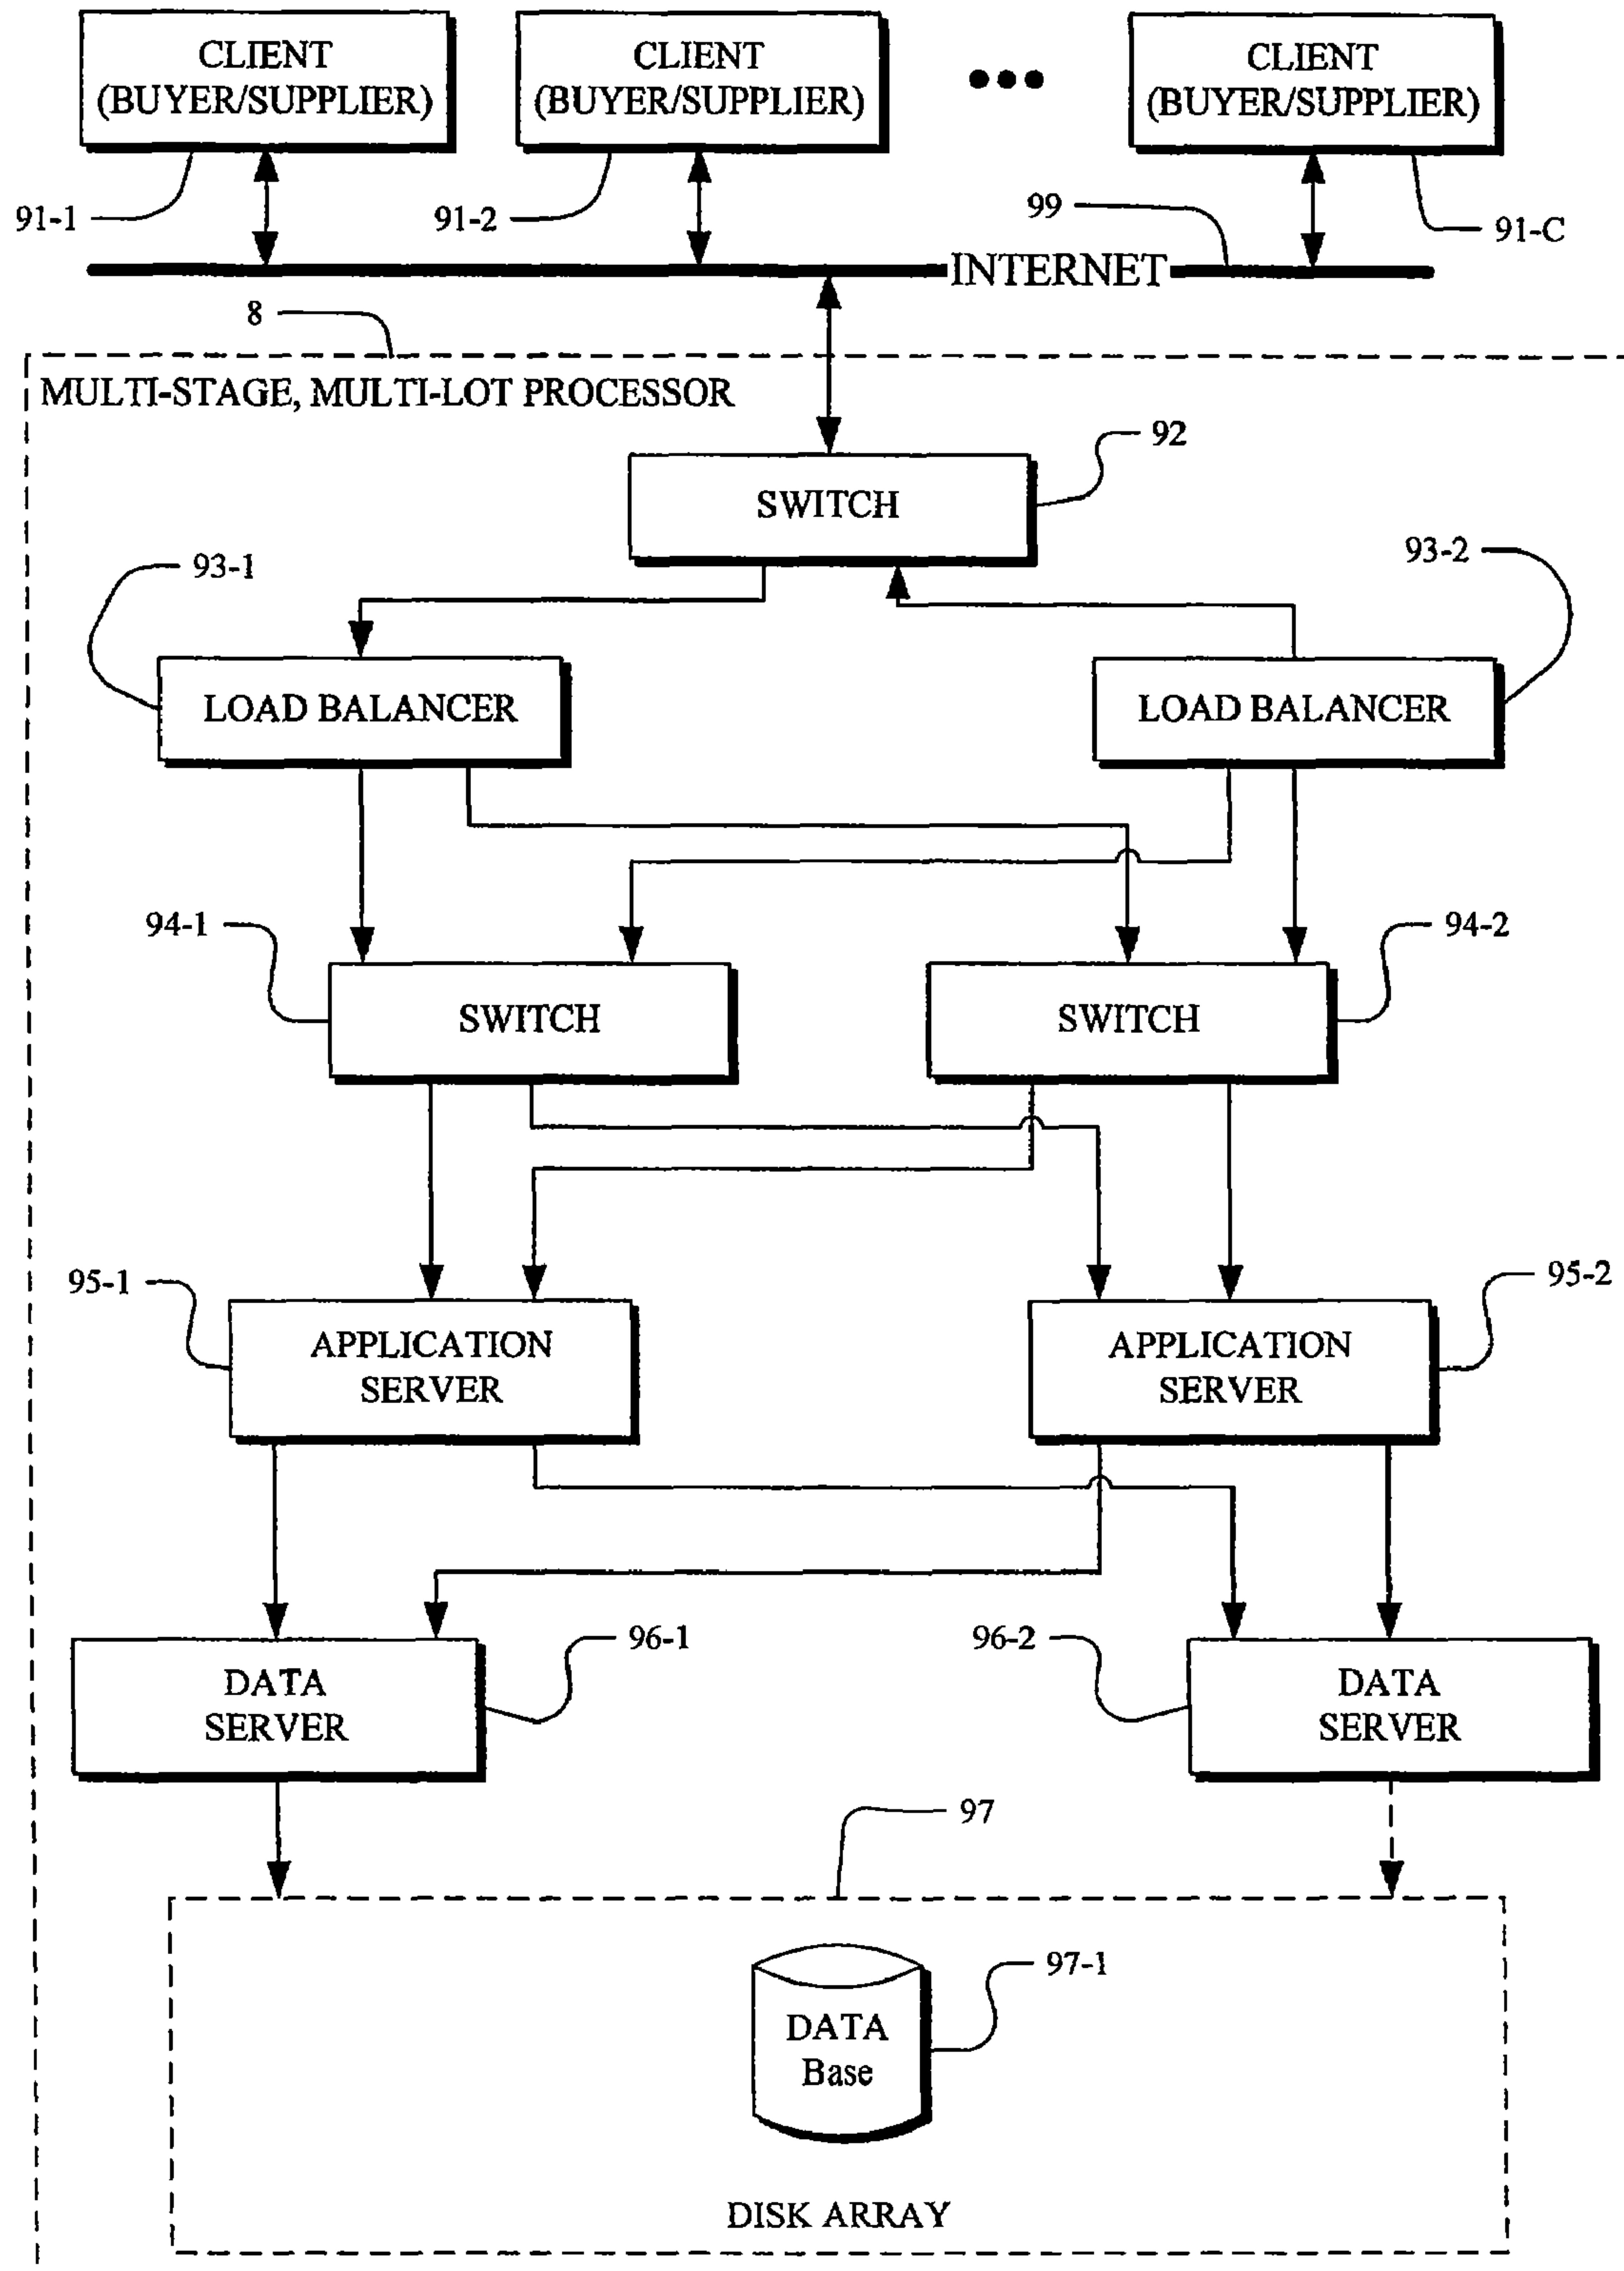 CLIENT
(BUYER/SUPPLIER)
CLIENT
(BUYER/SUPPLIER)
CLIENT
(BUYER/SUPPLIER)
91-1
91-2
99
91-C
INTERNET
8
MULTI-STAGE, MULTI-LOT PROCESSOR
92
SWITCH
93-1
93-2
LOAD BALANCER
LOAD BALANCER
94-1
94-2
SWITCH
SWITCH
95-1
95-2
APPLICATION
SERVER
APPLICATION
SERVER
96-1
96-2
DATA
SERVER
DATA
SERVER
97
97-1
DATA
Base
DISK ARRAY